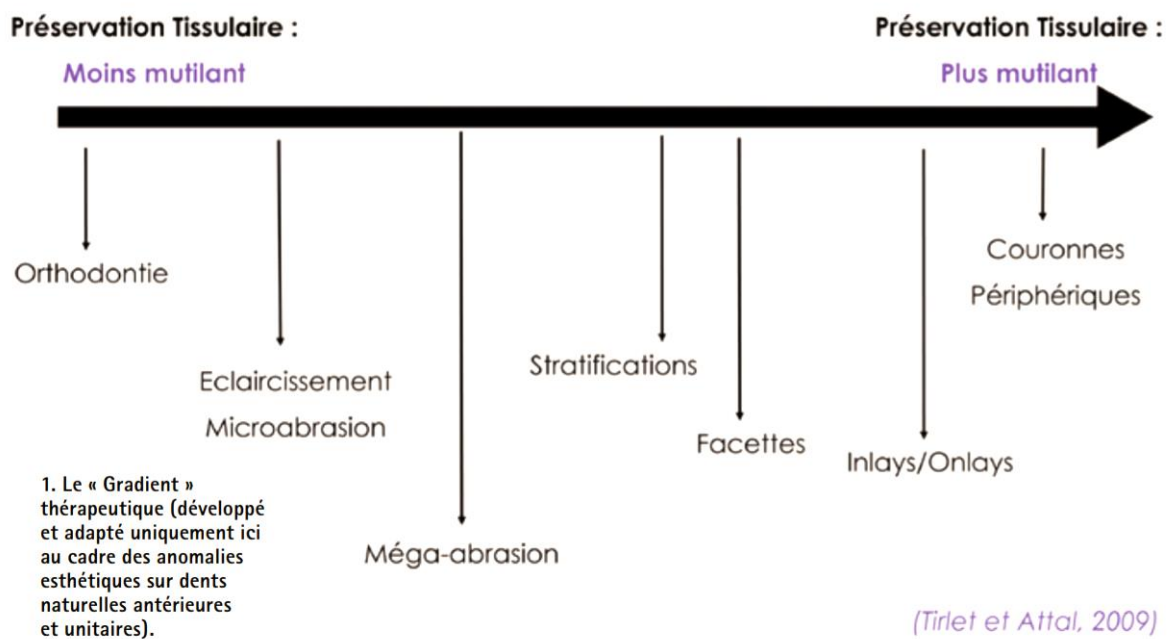 Préservation Tissulaire :
Moins mutilant
Préservation Tissulaire :
Plus mutilant
Orthodontie
Eclaircissement
Microabrasion
Méga-abrasion
Stratifications
Facettes
Inlays/Onlays
Couronnes
Périphériques
1. Le « Gradient »
thérapeutique (développé
et adapté uniquement ici
au cadre des anomalies
esthétiques sur dents
naturelles antérieures
et unitaires).
(Tirlet et Attal, 2009)